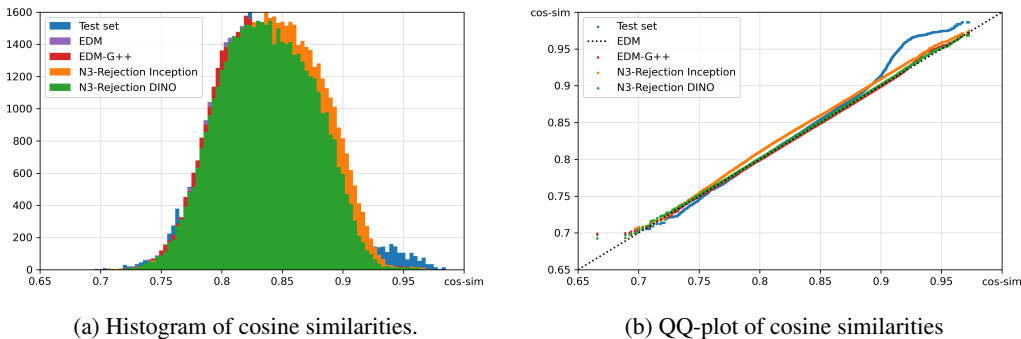 1600
1400
1200
1000
800
600
400
200
0
0.65
0.7
0.75
0.8
0.85
0.9
0.95
cos-sim
Test set
EDM
EDM-G++
N3-Rejection Inception
N3-Rejection DINO
(a) Histogram of cosine similarities.
cos-sim
0.95
0.9
0.85
0.8
0.75
0.7
0.65
0.65
0.7
0.75
0.8
0.85
0.9
0.95
cos-sim
Test set
EDM
EDM-G++
N3-Rejection Inception
N3-Rejection DINO
(b) QQ-plot of cosine similarities